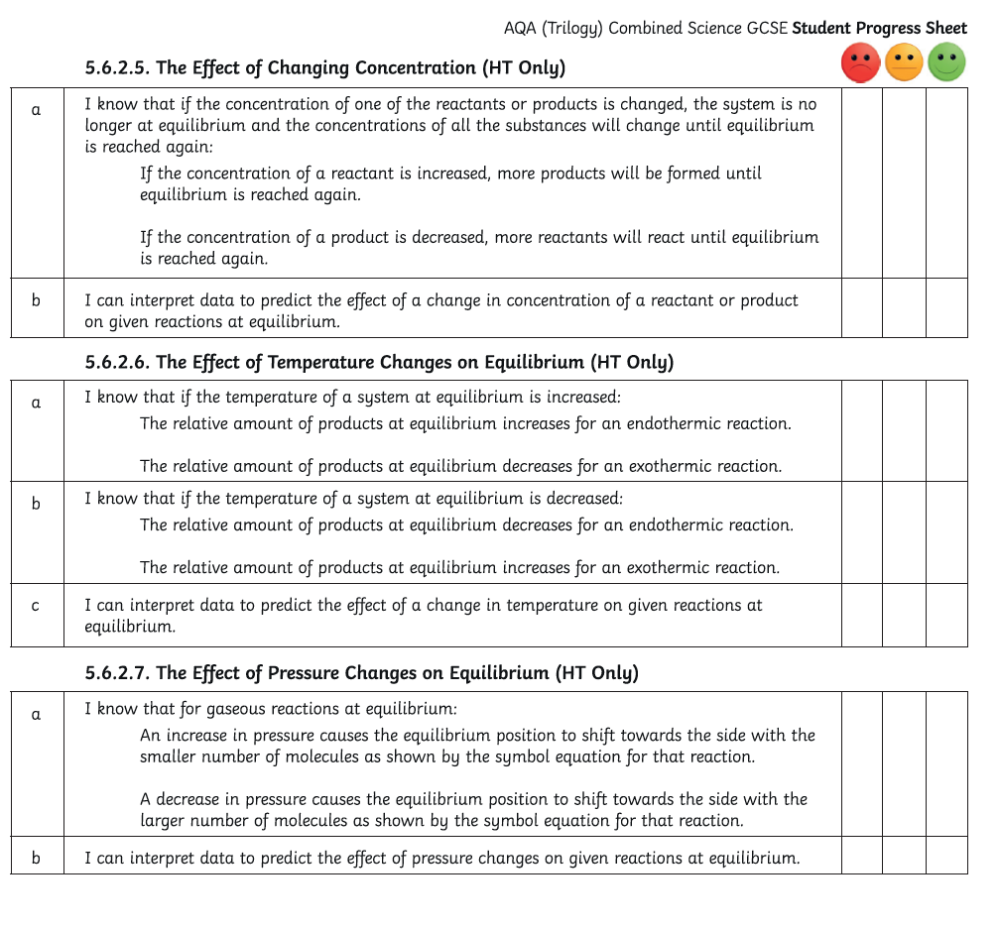 AQA (Trilogy) Combined Science GCSE Student Progress Sheet
5.6.2.5. The Effect of Changing Concentration (HT Only)
a
I know that if the concentration of one of the reactants or products is changed, the system is no
longer at equilibrium and the concentrations of all the substances will change until equilibrium
is reached again:
If the concentration of a reactant is increased, more products will be formed until
equilibrium is reached again.
If the concentration of a product is decreased, more reactants will react until equilibrium
is reached again.
b
I can interpret data to predict the effect of a change in concentration of a reactant or product
on given reactions at equilibrium.
5.6.2.6. The Effect of Temperature Changes on Equilibrium (HT Only)
a
I know that if the temperature of a system at equilibrium is increased:
The relative amount of products at equilibrium increases for an endothermic reaction.
The relative amount of products at equilibrium decreases for an exothermic reaction.
b
I know that if the temperature of a system at equilibrium is decreased:
The relative amount of products at equilibrium decreases for an endothermic reaction.
The relative amount of products at equilibrium increases for an exothermic reaction.
c
I can interpret data to predict the effect of a change in temperature on given reactions at
equilibrium.
5.6.2.7. The Effect of Pressure Changes on Equilibrium (HT Only)
a
I know that for gaseous reactions at equilibrium:
An increase in pressure causes the equilibrium position to shift towards the side with the
smaller number of molecules as shown by the symbol equation for that reaction.
A decrease in pressure causes the equilibrium position to shift towards the side with the
larger number of molecules as shown by the symbol equation for that reaction.
b
I can interpret data to predict the effect of pressure changes on given reactions at equilibrium.